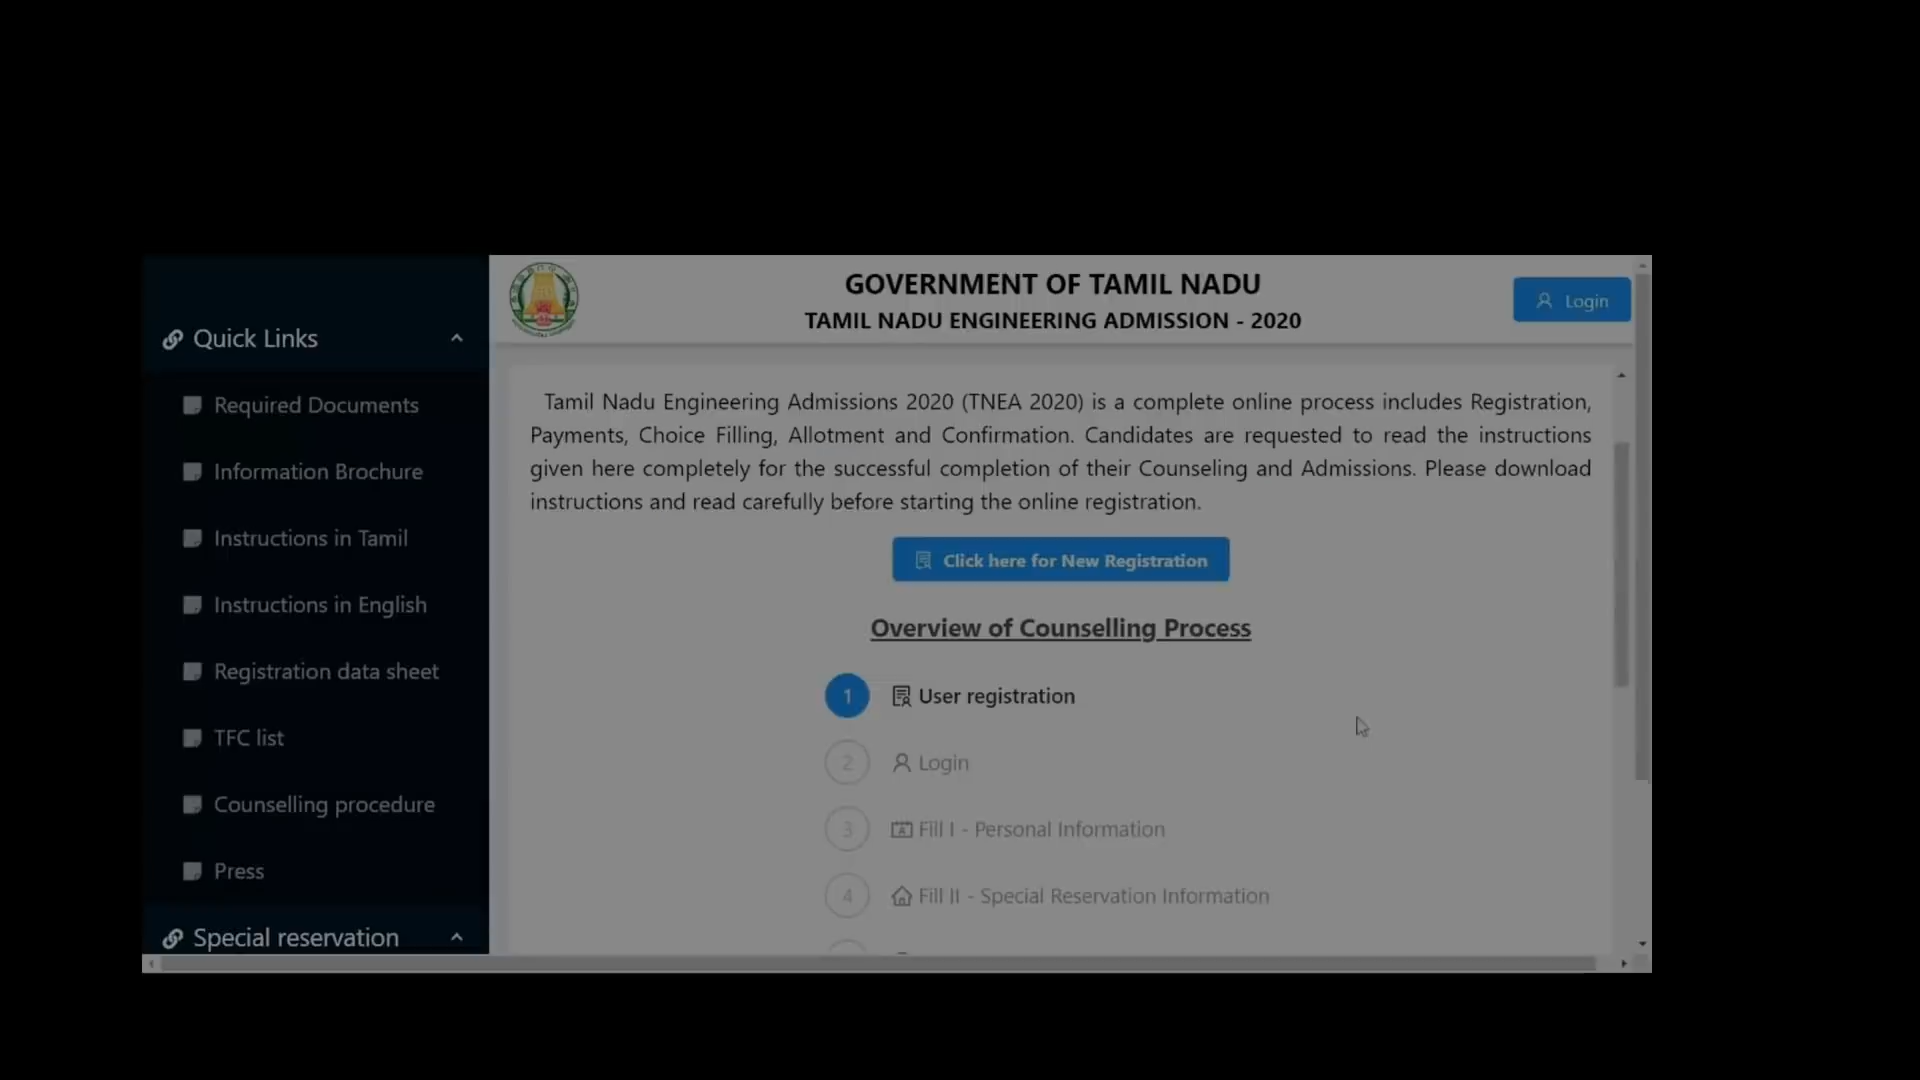 GOVERNMENT OF TAMIL NADU
TAMIL NADU ENGINEERING ADMISSION - 2020
Login
Quick Links
Required Documents
Information Brochure
Instructions in Tamil
Instructions in English
Registration data sheet
TFC list
Counselling procedure
Press
Special reservation
Tamil Nadu Engineering Admissions 2020 (TNEA 2020) is a complete online process includes Registration,
Payments, Choice Filling, Allotment and Confirmation. Candidates are requested to read the instructions
given here completely for the successful completion of their Counseling and Admissions. Please download
instructions and read carefully before starting the online registration.
Click here for New Registration
Overview of Counselling Process
1 User registration
2 Login
3 Fill I - Personal Information
4 Fill II - Special Reservation Information